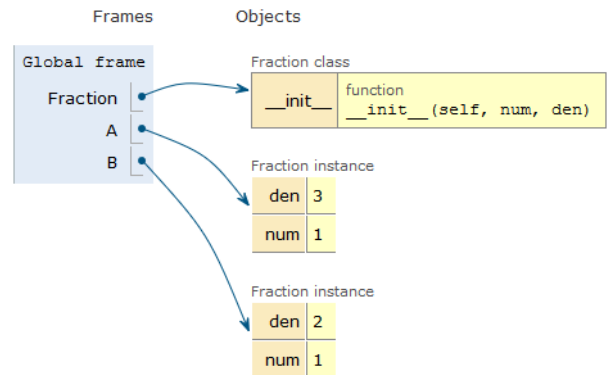 Frames Objects
Global frame
Fraction
A
B
Fraction class
__init__ function
__init__(self, num, den)
Fraction instance
den 3
num 1
Fraction instance
den 2
num 1